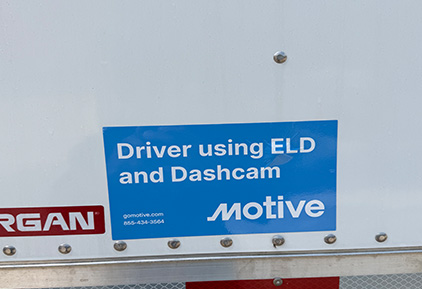 Driver using ELD
and Dashcam
gomotive.com
855-434-3564
Motive
RGAN